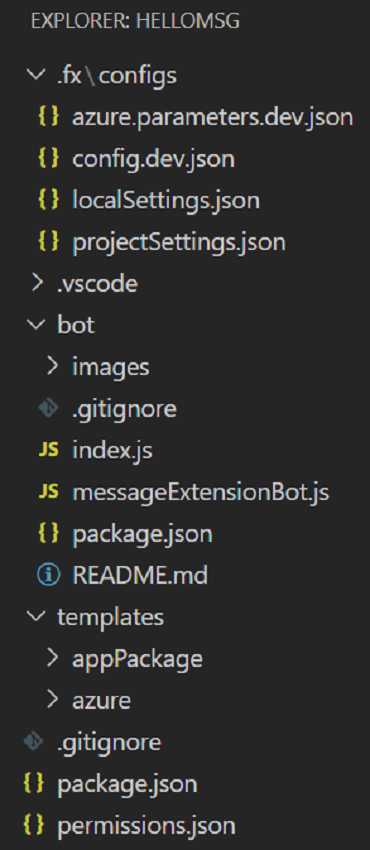 EXPLORER: HELLOMSG
.fx\configs
{} azure.parameters.dev.json
{} config.dev.json
{} localSettings.json
{} projectSettings.json
.vscode
bot
images
.gitignore
JS index.js
JS messageExtensionBot.js
{} package.json
README.md
templates
appPackage
azure
.gitignore
{} package.json
{} permissions.json